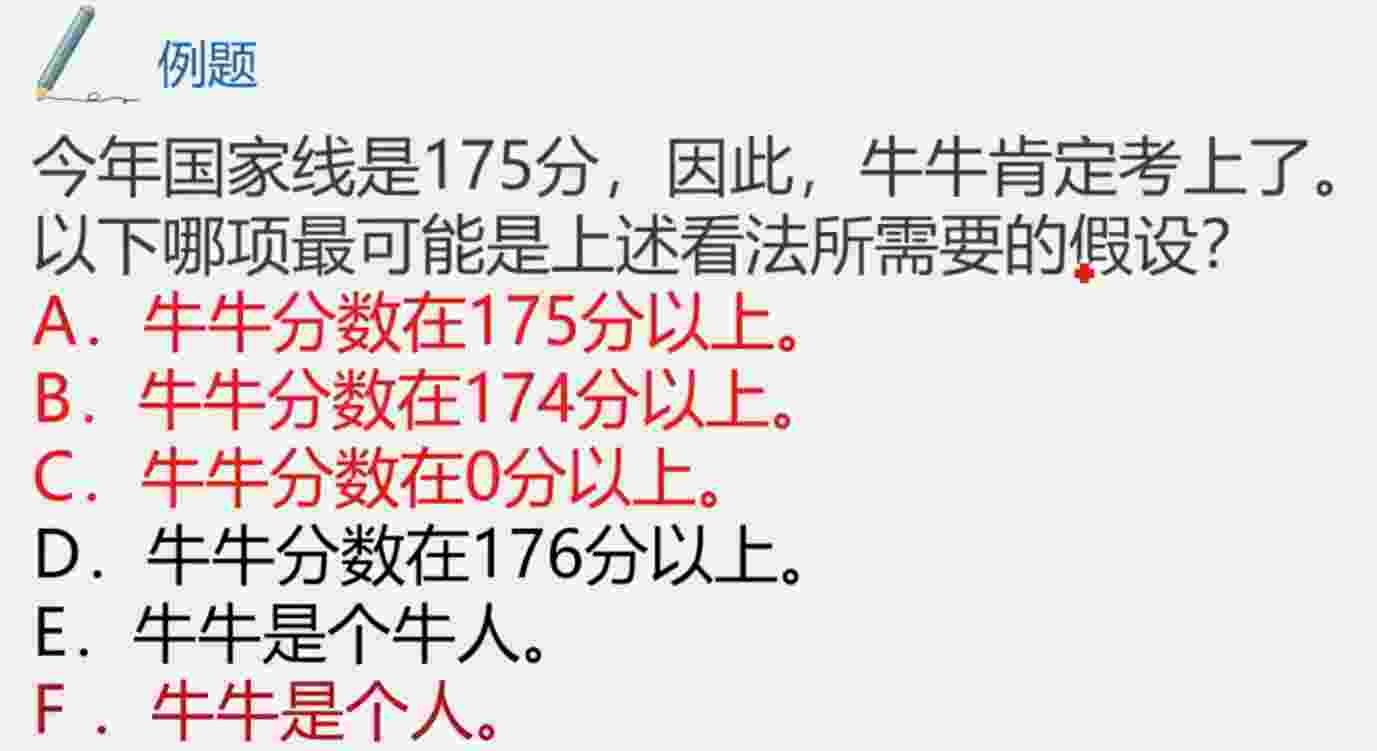 例题
今年国家线是175分，因此，牛牛肯定考上了。
以下哪项最可能是上述看法所需要的假设？
A．牛牛分数在175分以上。
B．牛牛分数在174分以上。
C．牛牛分数在0分以上。
D．牛牛分数在176分以上。
E．牛牛是个牛人。
F．牛牛是个人。